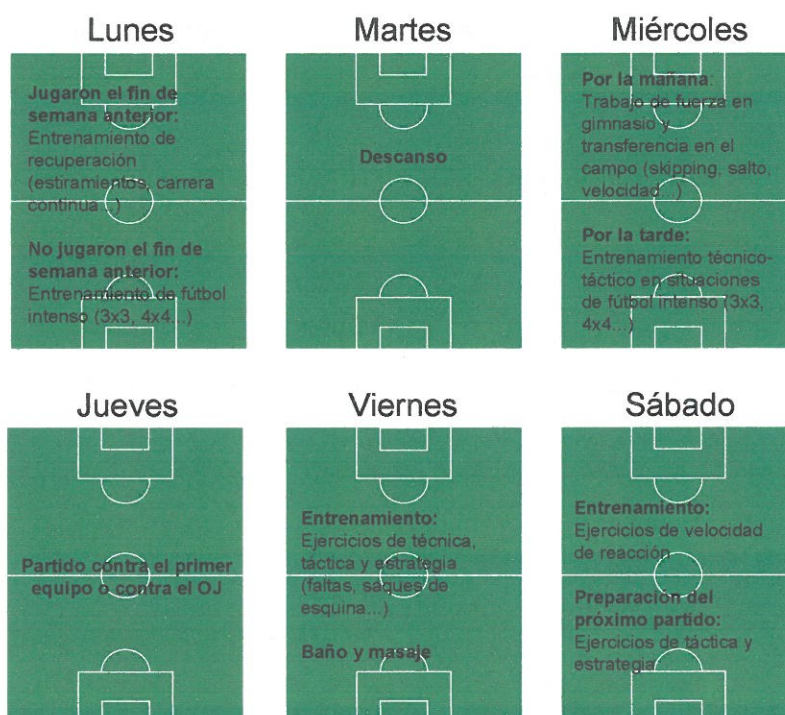 Lunes
Jugaron el fin de
semana anterior:
Entrenamiento de
recuperación
(estiramientos, carrera
continua...)
No jugaron el fin de
semana anterior:
Entrenamiento de fútbol
intenso (3x3, 4x4...)
Martes
Descanso
Miércoles
Por la mañana:
Trabajo de fuerza en
gimnasio y
transferencia en el
campo (skipping, salto,
velocidad...)
Por la tarde:
Entrenamiento técnico-
táctico en situaciones
de fútbol intenso (3x3,
4x4...)
Jueves
Partido contra el primer
equipo o contra el OJ
Viernes
Entrenamiento:
Ejercicios de técnica,
táctica y estrategia
(faltas, saques de
esquina...)
Baño y masaje
Sábado
Entrenamiento:
Ejercicios de velocidad
de reacción
Preparación del
próximo partido:
Ejercicios de táctica y
estrategia